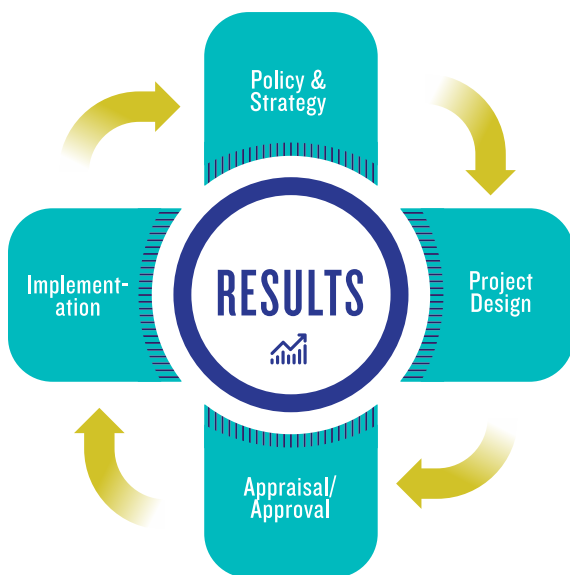 Policy &
Strategy
Implement-
ation
RESULTS
Project
Design
Appraisal/
Approval